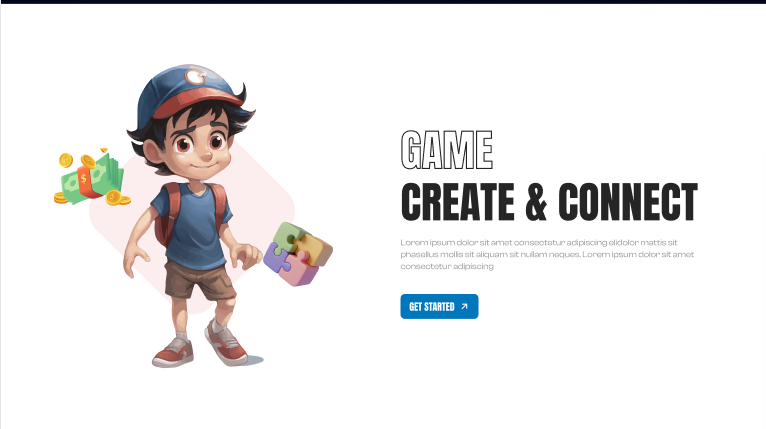 GAME
CREATE & CONNECT
Lorem ipsum dolor sit amet consectetur adipiscing elidolor mattis sit
phasellus mollis sit aliquam sit nullam neques. Lorem ipsum dolor sit amet
consectetur adipiscing
GET STARTED
$